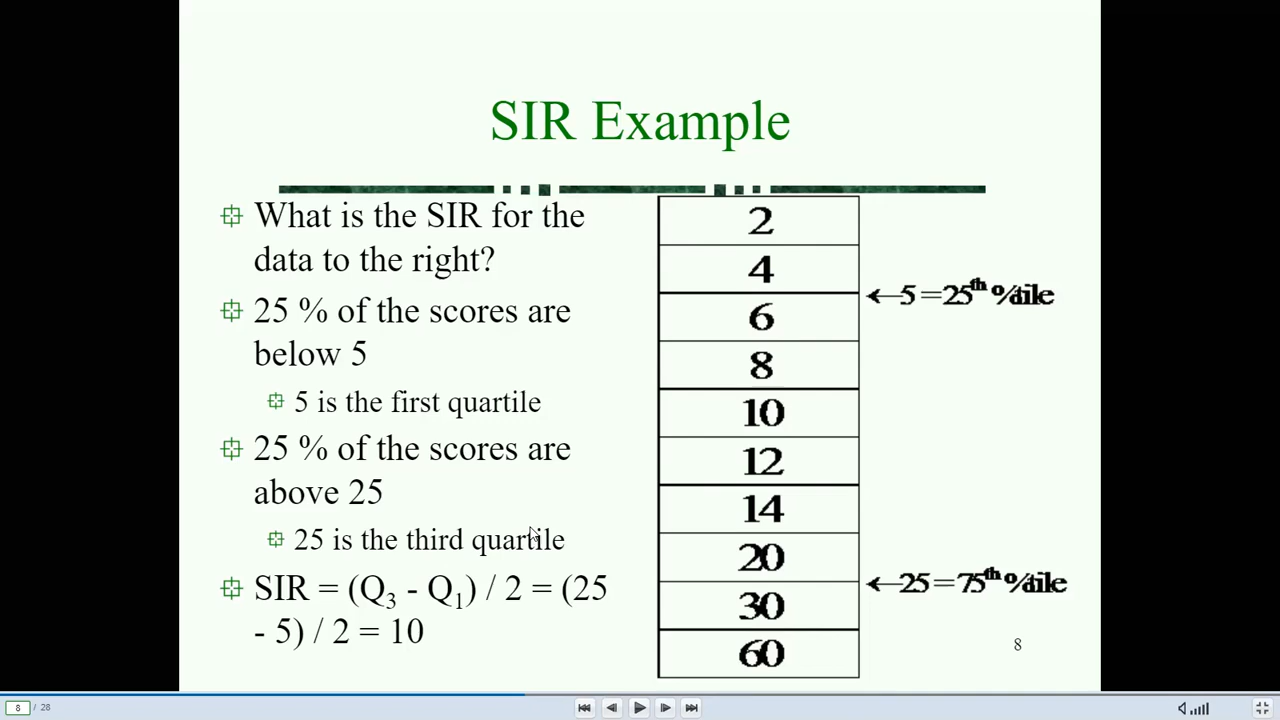 SIR Example
What is the SIR for the
data to the right?
25 % of the scores are
below 5
5 is the first quartile
25 % of the scores are
above 25
25 is the third quartile
SIR = (Q3 - Q1) / 2 = (25
- 5) / 2 = 10
2
4
←5 = 25th %tile
6
8
10
12
14
20
←25 = 75th %tile
30
60
8
8 / 28